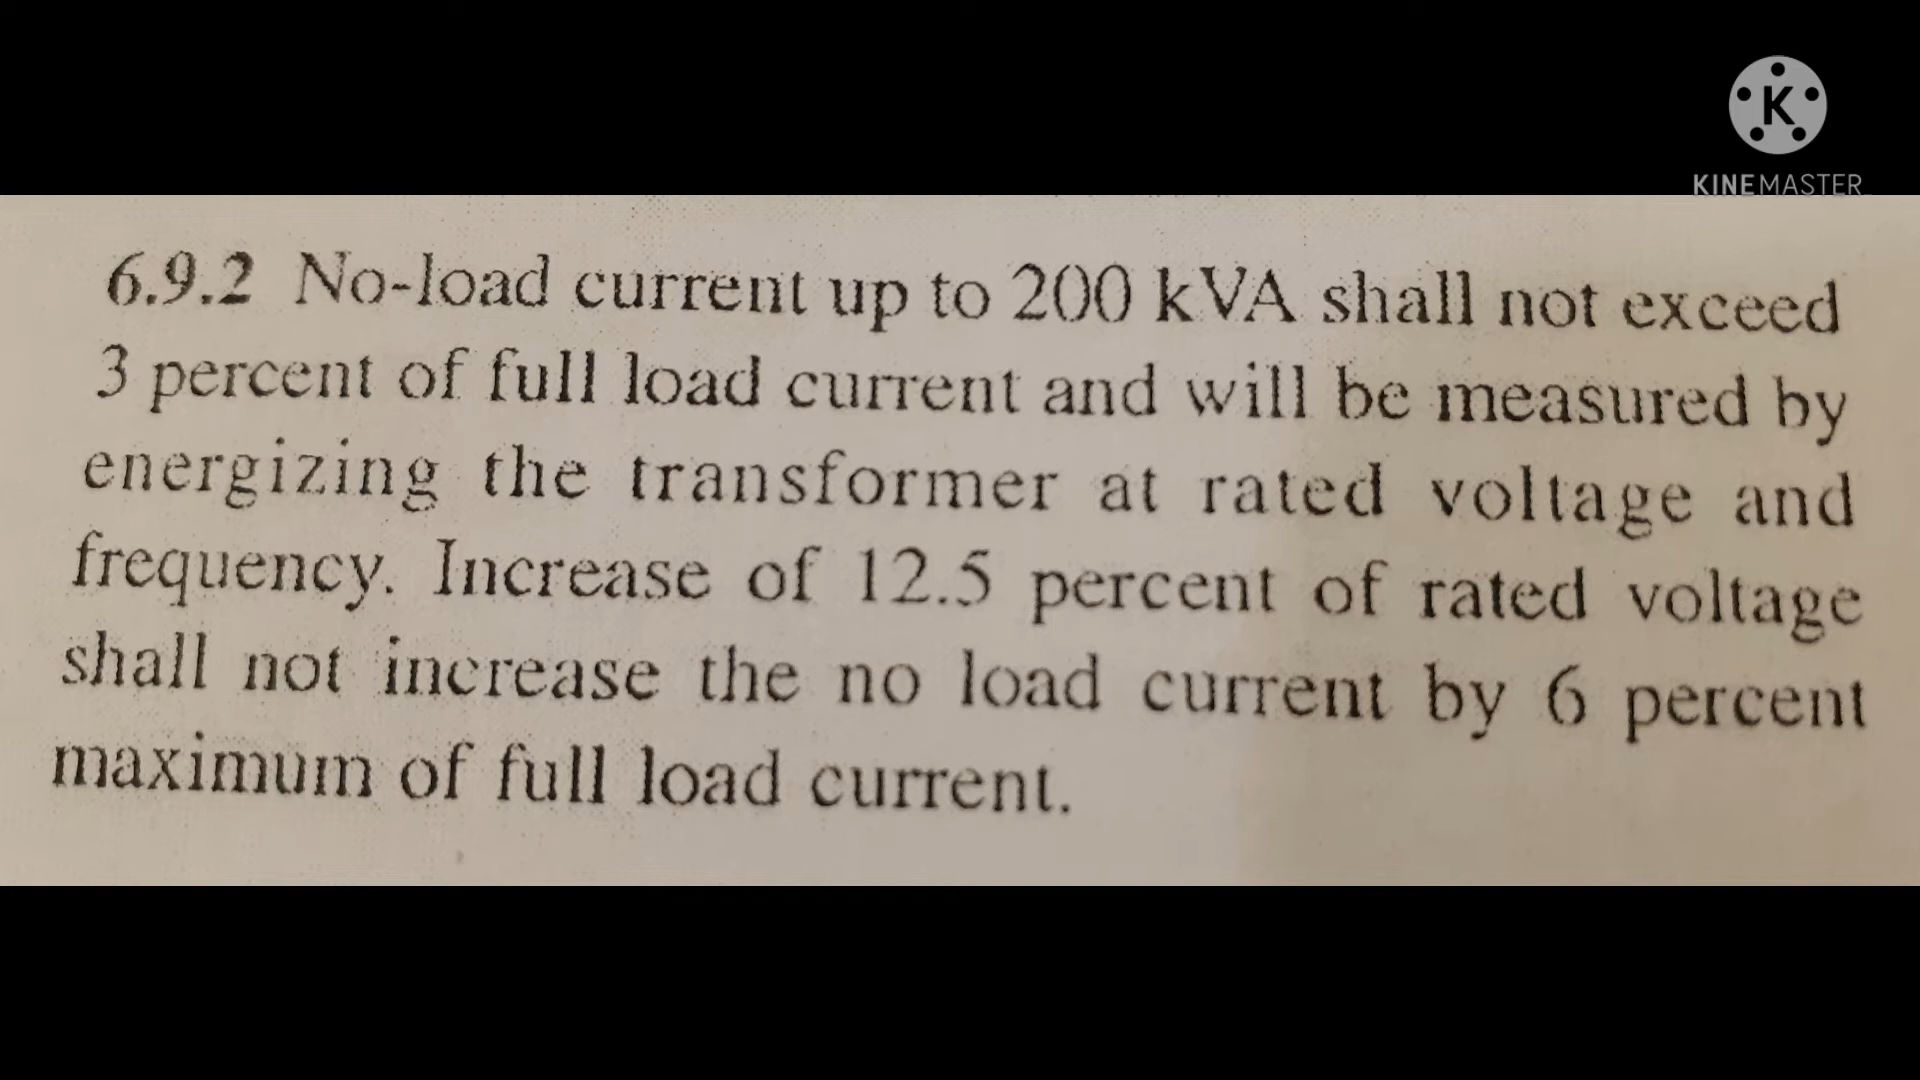 K
KINEMASTER
6.9.2 No-load current up to 200 kVA shall not exceed
3 percent of full load current and will be measured by
energizing the transformer at rated voltage and
frequency. Increase of 12.5 percent of rated voltage
shall not increase the no load current by 6 percent
maximum of full load current.